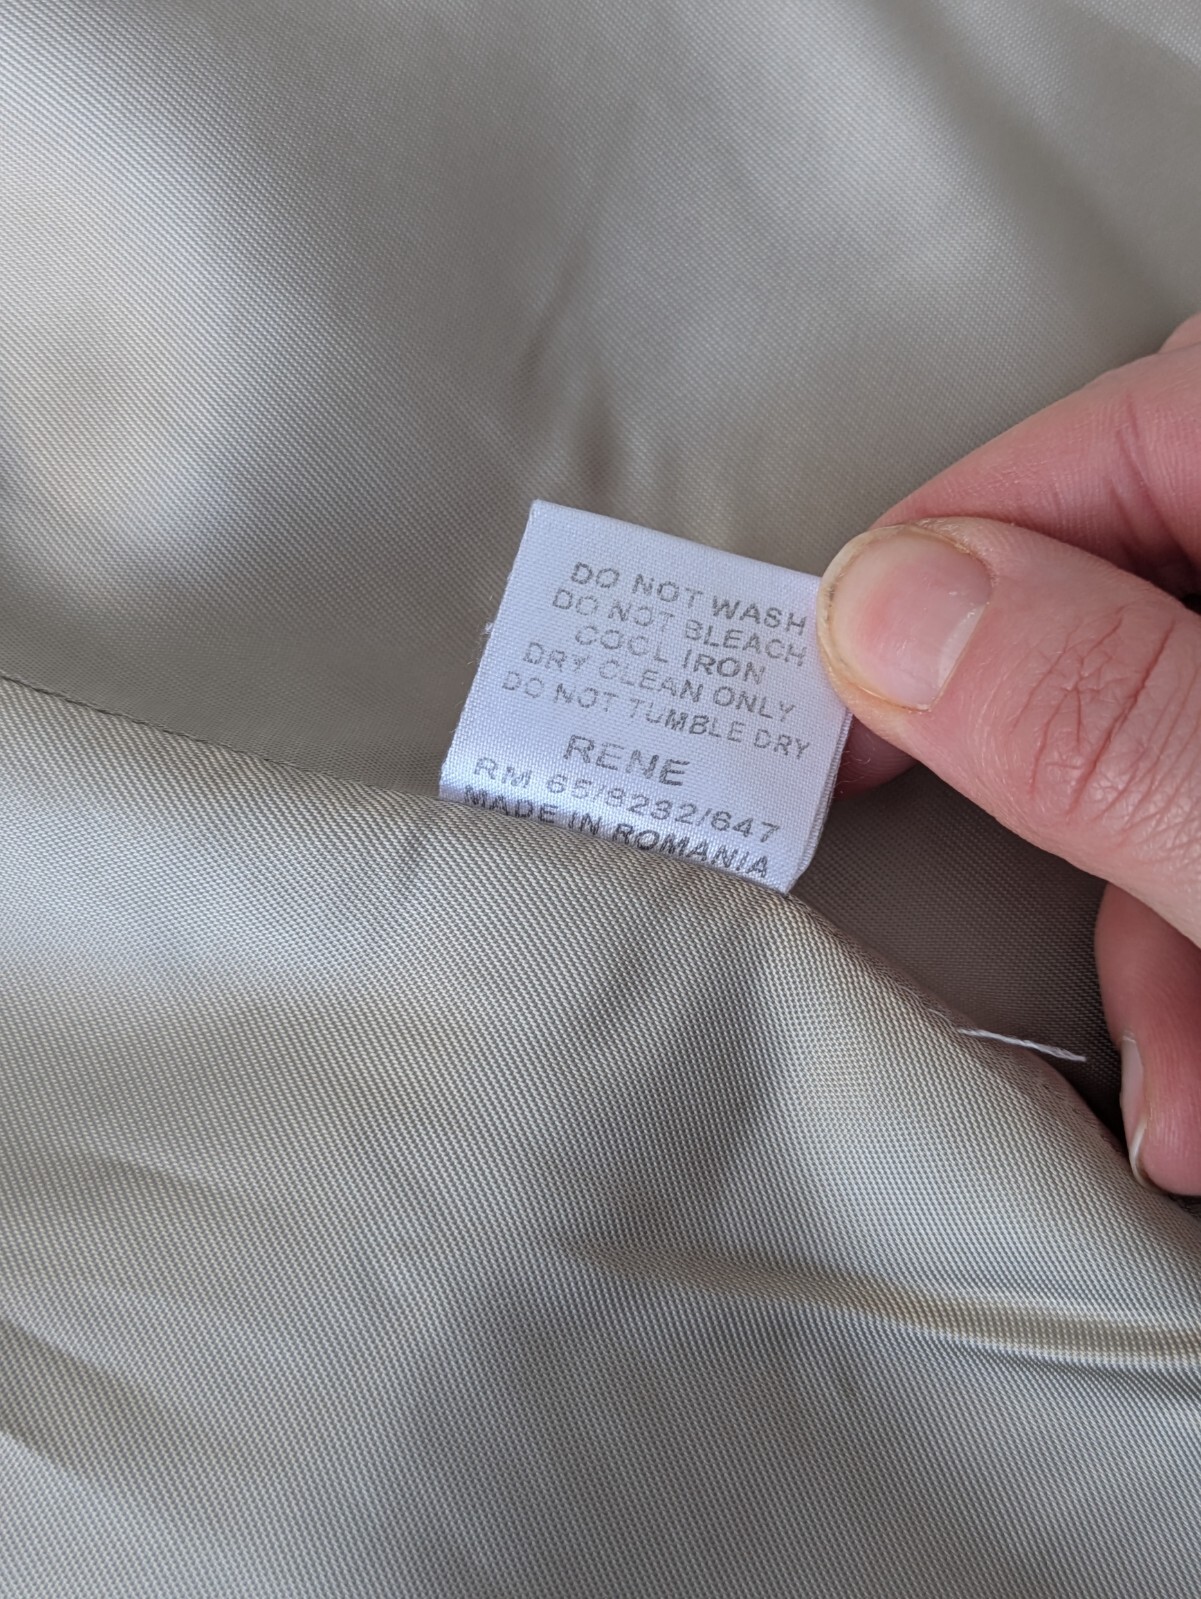 DO NOT WASH
DO NOT BLEACH
COOL IRON
DRY CLEAN ONLY
DO NOT TUMBLE DRY
RENE
RM 65/8232/647
MADE IN ROMANIA